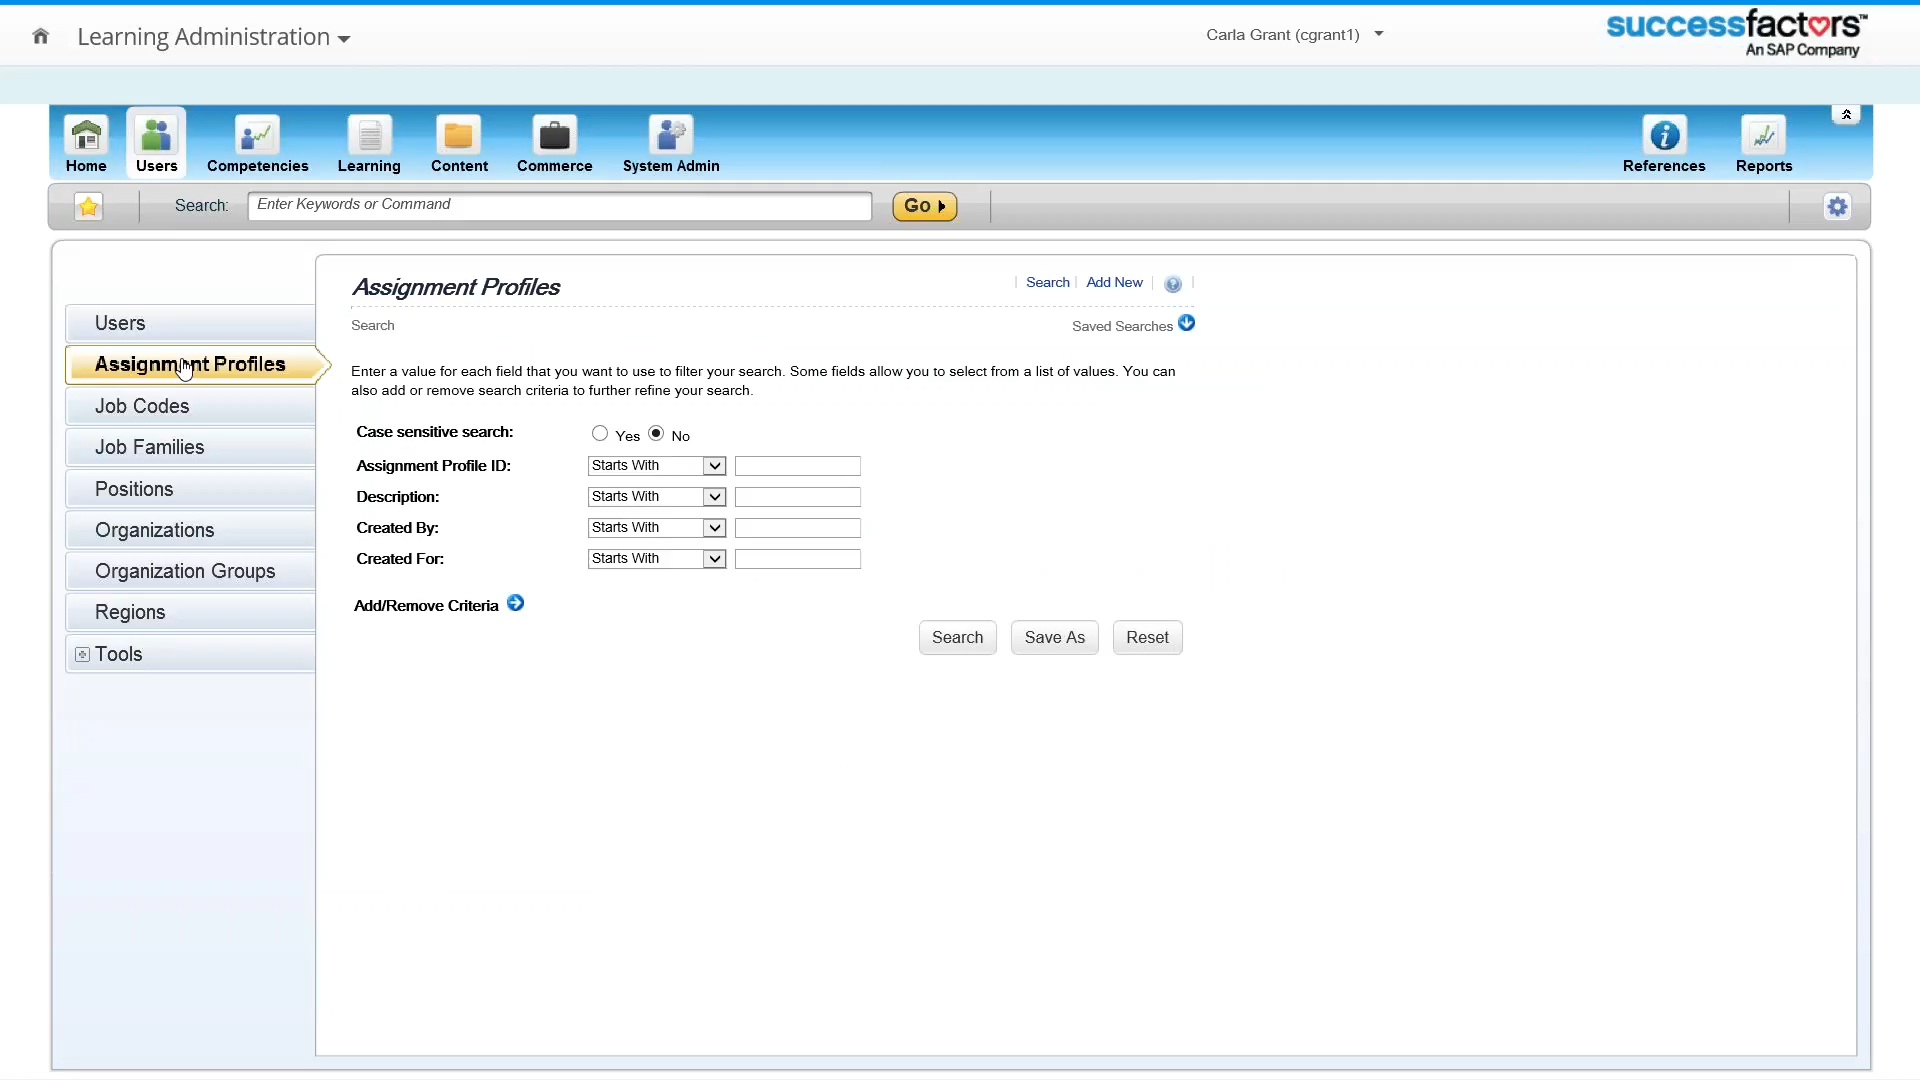 Learning Administration
Carla Grant (cgrant1)
successfactors™
An SAP Company
Home
Users
Competencies
Learning
Content
Commerce
System Admin
References
Reports
Search:
Enter Keywords or Command
Go
Users
Assignment Profiles
Job Codes
Job Families
Positions
Organizations
Organization Groups
Regions
Tools
Assignment Profiles
Search
Add New
Search
Saved Searches
Enter a value for each field that you want to use to filter your search. Some fields allow you to select from a list of values. You can
also add or remove search criteria to further refine your search.
Case sensitive search: Yes No
Assignment Profile ID: Starts With
Description: Starts With
Created By: Starts With
Created For: Starts With
Add/Remove Criteria
Search
Save As
Reset